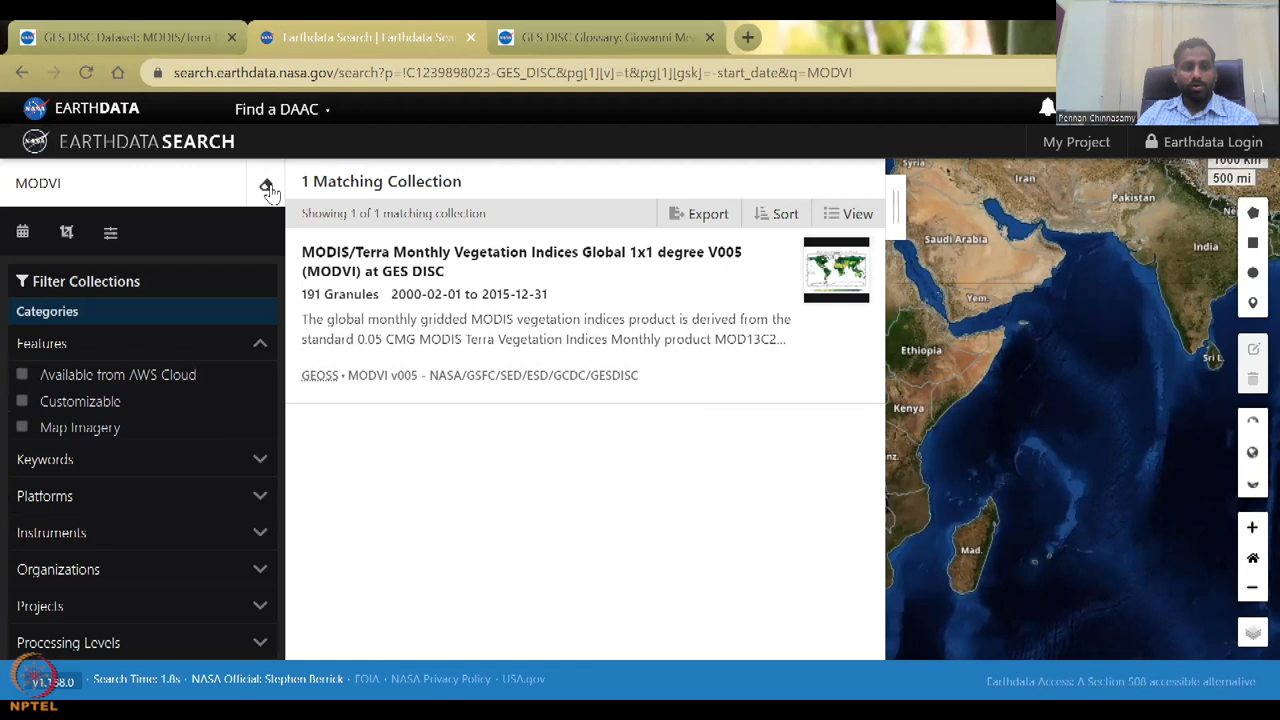 GES DISC Dataset: MODIS/Terra
Earthdata Search | Earthdata Sea
GES DISC Glossary: Giovanni Me
search.earthdata.nasa.gov/search?p=!C1239898023-GES_DISC&pg[1][v]=t&pg[1][gsk]=-start_date&q=MODVI
Pennan Chinnasamy
EARTHDATA
Find a DAAC
EARTHDATA SEARCH
My Project
Earthdata Login
MODVI
1 Matching Collection
Showing 1 of 1 matching collection
Export
Sort
View
Filter Collections
Categories
Features
Available from AWS Cloud
Customizable
Map Imagery
Keywords
Platforms
Instruments
Organizations
Projects
Processing Levels
MODIS/Terra Monthly Vegetation Indices Global 1x1 degree V005
(MODVI) at GES DISC
191 Granules 2000-02-01 to 2015-12-31
The global monthly gridded MODIS vegetation indices product is derived from the
standard 0.05 CMG MODIS Terra Vegetation Indices Monthly product MOD13C2...
GEOSS • MODVI v005 - NASA/GSFC/SED/ESD/GCDC/GESDISC
Syria
Iran
Pakistan
Ne
Saudi Arabia
India
Yem.
Ethiopia
Sri L
Kenya
nz.
Mad.
1000 km
500 mi
Search Time: 1.8s • NASA Official: Stephen Berrick • FOIA • NASA Privacy Policy • USA.gov
Earthdata Access: A Section 508 accessible alternative
NPTEL